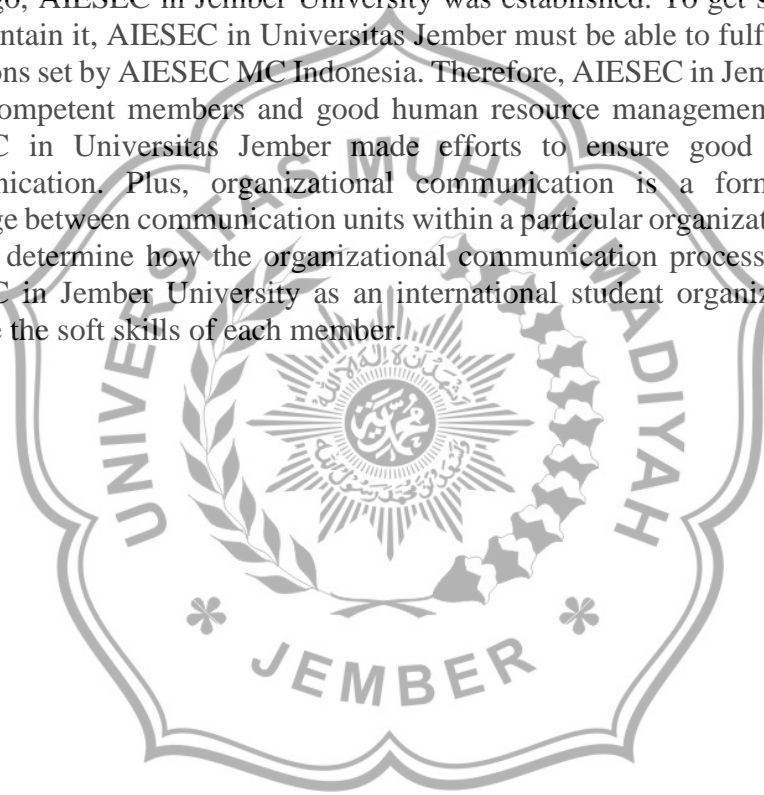 go, AIESEC in Jember University was established. To get s
ntain it, AIESEC in Universitas Jember must be able to fulf
ons set by AIESEC MC Indonesia. Therefore, AIESEC in Jem
ompetent members and good human resource management
C in Universitas Jember made efforts to ensure good
nication. Plus, organizational communication is a form
ge between communication units within a particular organizat
determine how the organizational communication process
C in Jember University as an international student organiz
e the soft skills of each member.
UNIVERSITAS MUHAMMADIYAH
JEMBER